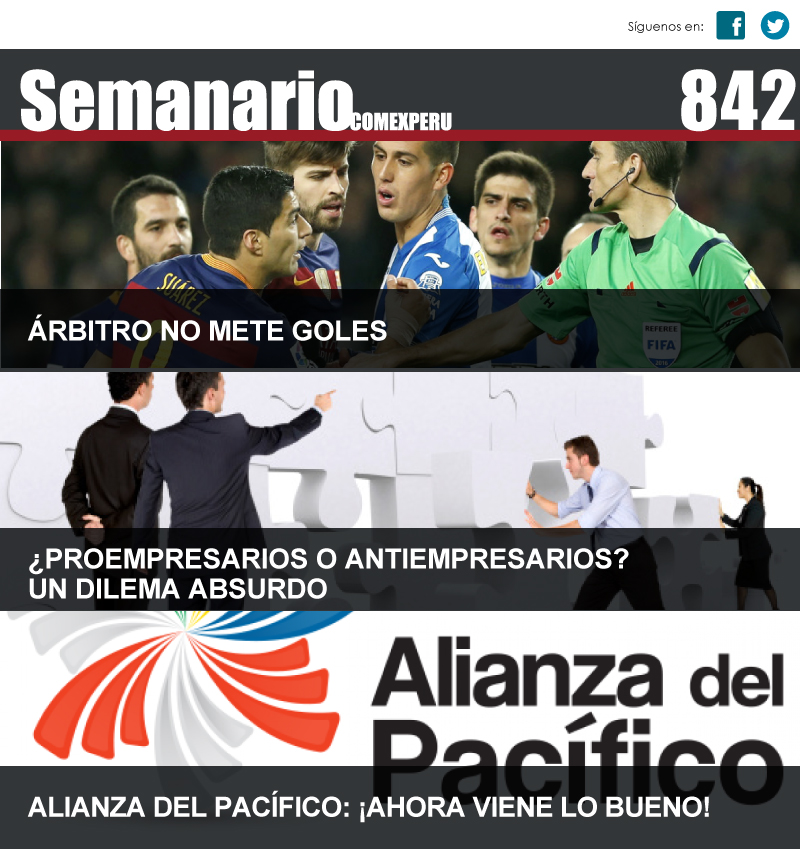 Síguenos en:
Semanario COMEXPERU 842
SUAREZ
REFEREE
FIFA
ÁRBITRO NO METE GOLES
¿PROEMPRESARIOS O ANTIEMPRESARIOS?
UN DILEMA ABSURDO
Alianza del
Pacífico
ALIANZA DEL PACÍFICO: ¡AHORA VIENE LO BUENO!